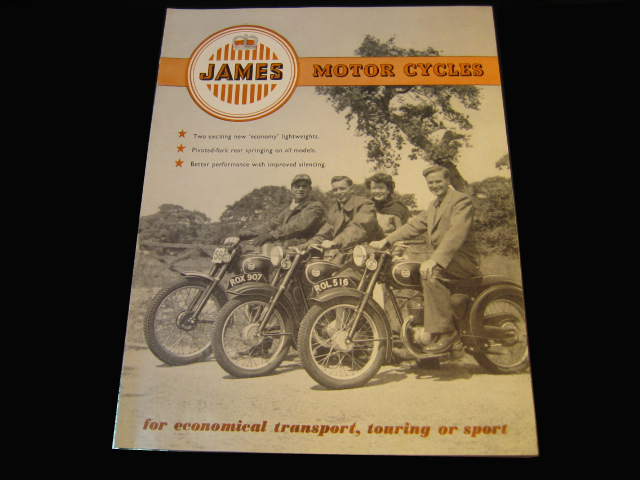 JAMES
MOTOR CYCLES
★ Two exciting new 'economy' lightweights.
★ Pivoted-fork rear springing on all models.
★ Better performance with improved silencing.
ROX 907
ROL 516
for economical transport, touring or sport